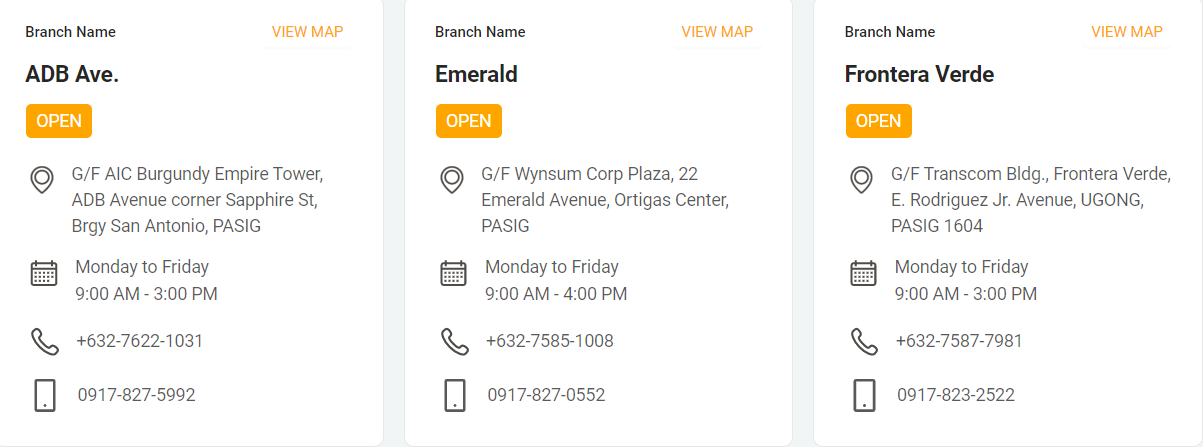 Branch Name VIEW MAP
ADB Ave.
OPEN
G/F AIC Burgundy Empire Tower,
ADB Avenue corner Sapphire St,
Brgy San Antonio, PASIG
Monday to Friday
9:00 AM - 3:00 PM
+632-7622-1031
0917-827-5992
Branch Name VIEW MAP
Emerald
OPEN
G/F Wynsum Corp Plaza, 22
Emerald Avenue, Ortigas Center,
PASIG
Monday to Friday
9:00 AM - 4:00 PM
+632-7585-1008
0917-827-0552
Branch Name VIEW MAP
Frontera Verde
OPEN
G/F Transcom Bldg., Frontera Verde,
E. Rodriguez Jr. Avenue, UGONG,
PASIG 1604
Monday to Friday
9:00 AM - 3:00 PM
+632-7587-7981
0917-823-2522